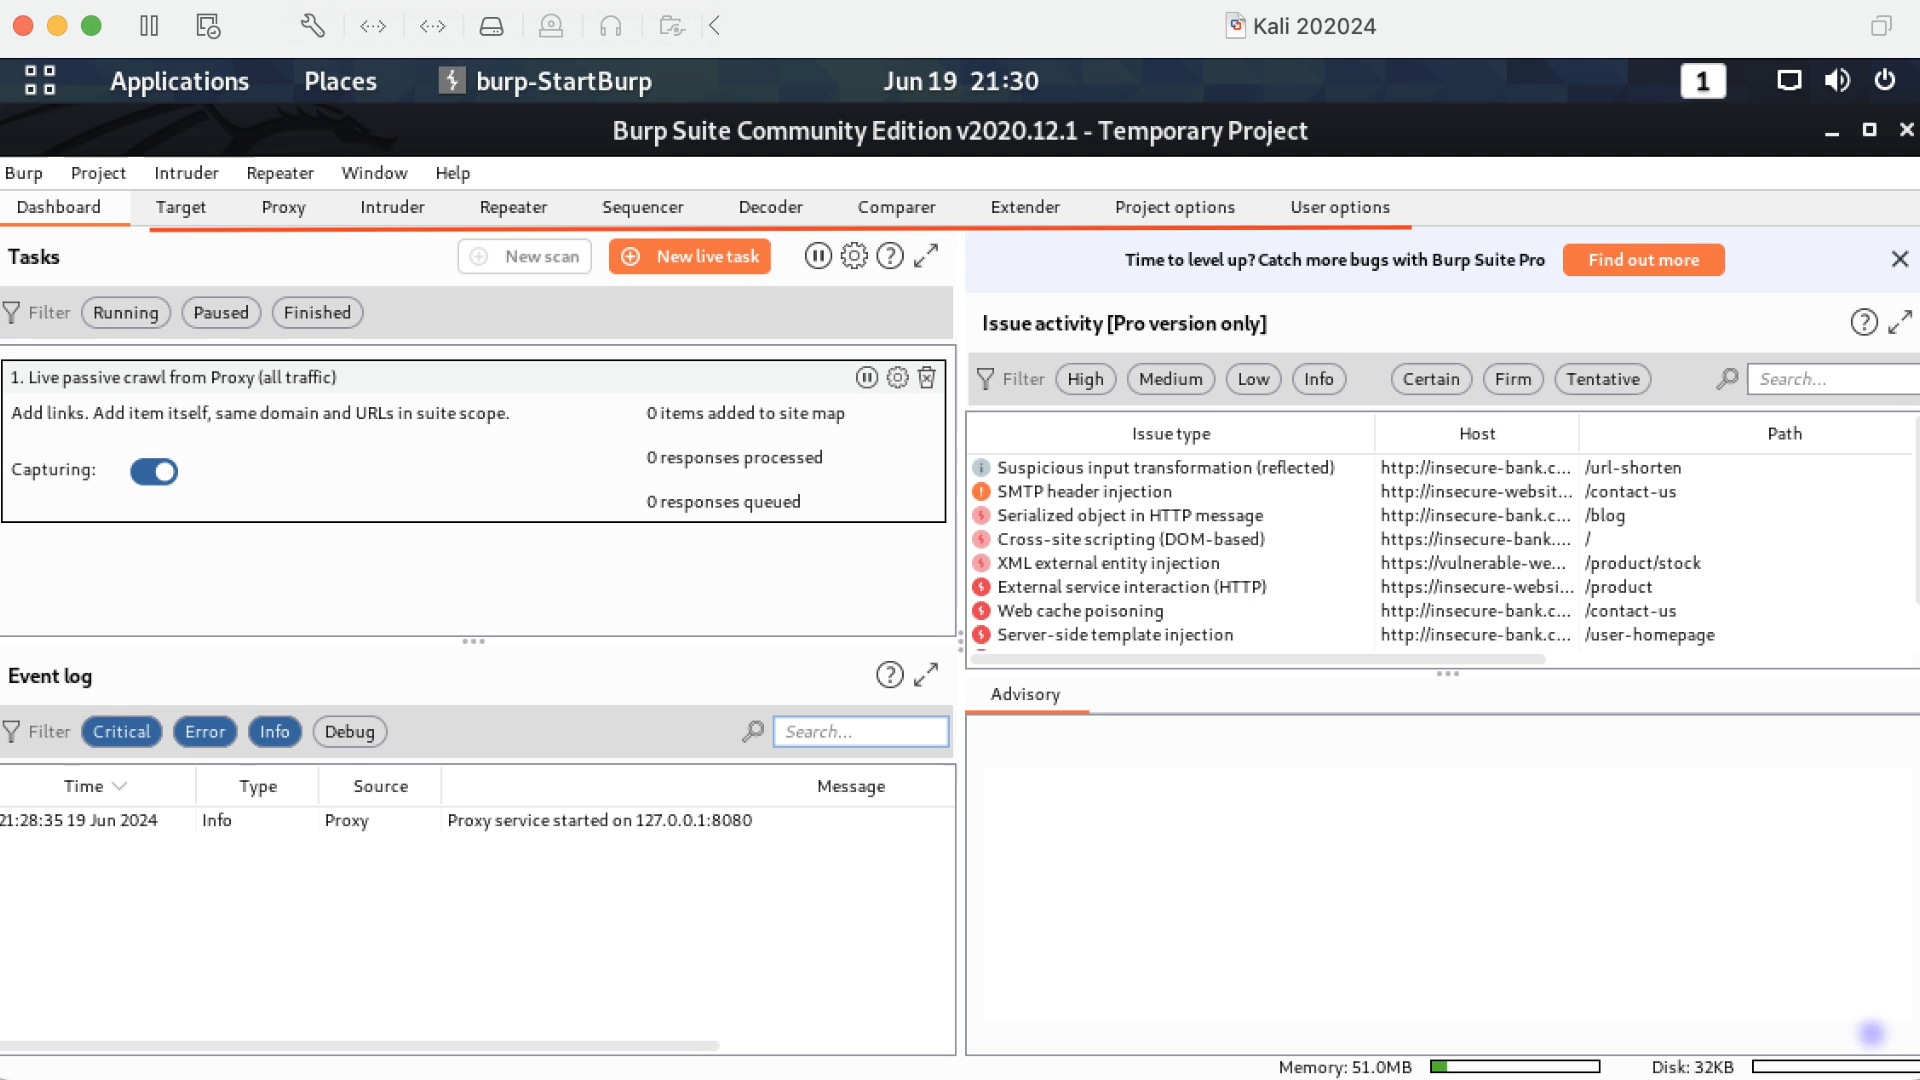 Kali 202024
Applications Places burp-StartBurp Jun 19 21:30 1
Burp Suite Community Edition v2020.12.1 - Temporary Project
Burp Project Intruder Repeater Window Help
Dashboard Target Proxy Intruder Repeater Sequencer Decoder Comparer Extender Project options User options
Tasks New scan New live task
Filter Running Paused Finished
1. Live passive crawl from Proxy (all traffic)
Add links. Add item itself, same domain and URLs in suite scope. 0 items added to site map
Capturing: 0 responses processed
0 responses queued
Event log
Filter Critical Error Info Debug Search...
Time Type Source Message
21:28:35 19 Jun 2024 Info Proxy Proxy service started on 127.0.0.1:8080
Time to level up? Catch more bugs with Burp Suite Pro Find out more
Issue activity [Pro version only]
Filter High Medium Low Info Certain Firm Tentative Search...
Issue type Host Path
Suspicious input transformation (reflected) http://insecure-bank.c... /url-shorten
SMTP header injection http://insecure-websit... /contact-us
Serialized object in HTTP message http://insecure-bank.c... /blog
Cross-site scripting (DOM-based) https://insecure-bank.... /
XML external entity injection https://vulnerable-we... /product/stock
External service interaction (HTTP) https://insecure-websi... /product
Web cache poisoning http://insecure-bank.c... /contact-us
Server-side template injection http://insecure-bank.c... /user-homepage
Advisory
Memory: 51.0MB Disk: 32KB